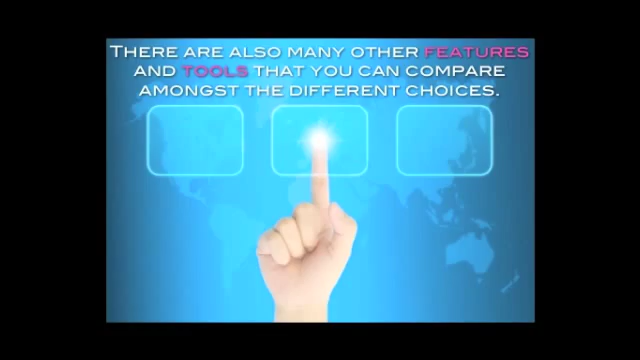 There are also many other features
and tools that you can compare
amongst the different choices.